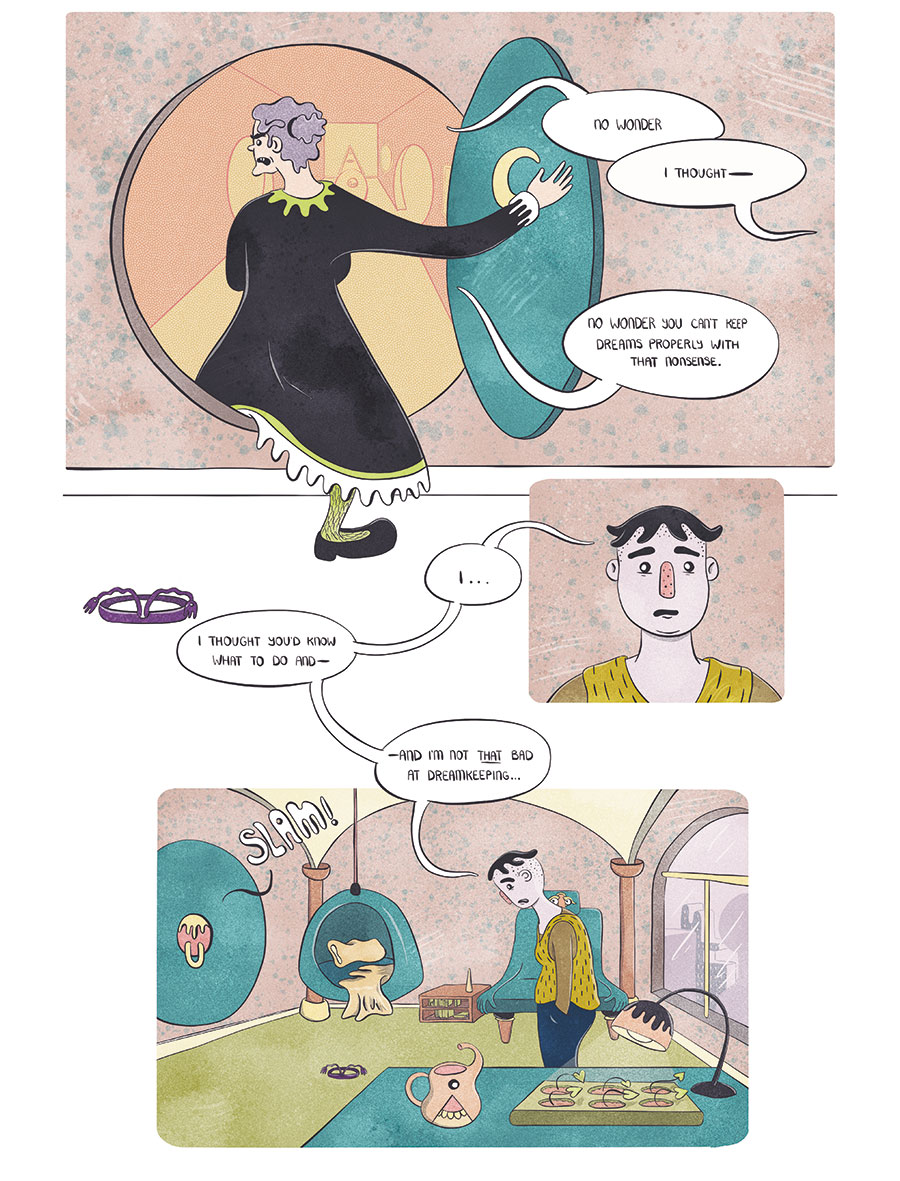 NO WONDER
I THOUGHT—
NO WONDER YOU CAN'T KEEP
DREAMS PROPERLY WITH
THAT NONSENSE.
I...
I THOUGHT YOU'D KNOW
WHAT TO DO AND—
—AND I'M NOT THAT BAD
AT DREAMKEEPING...
SLAM!